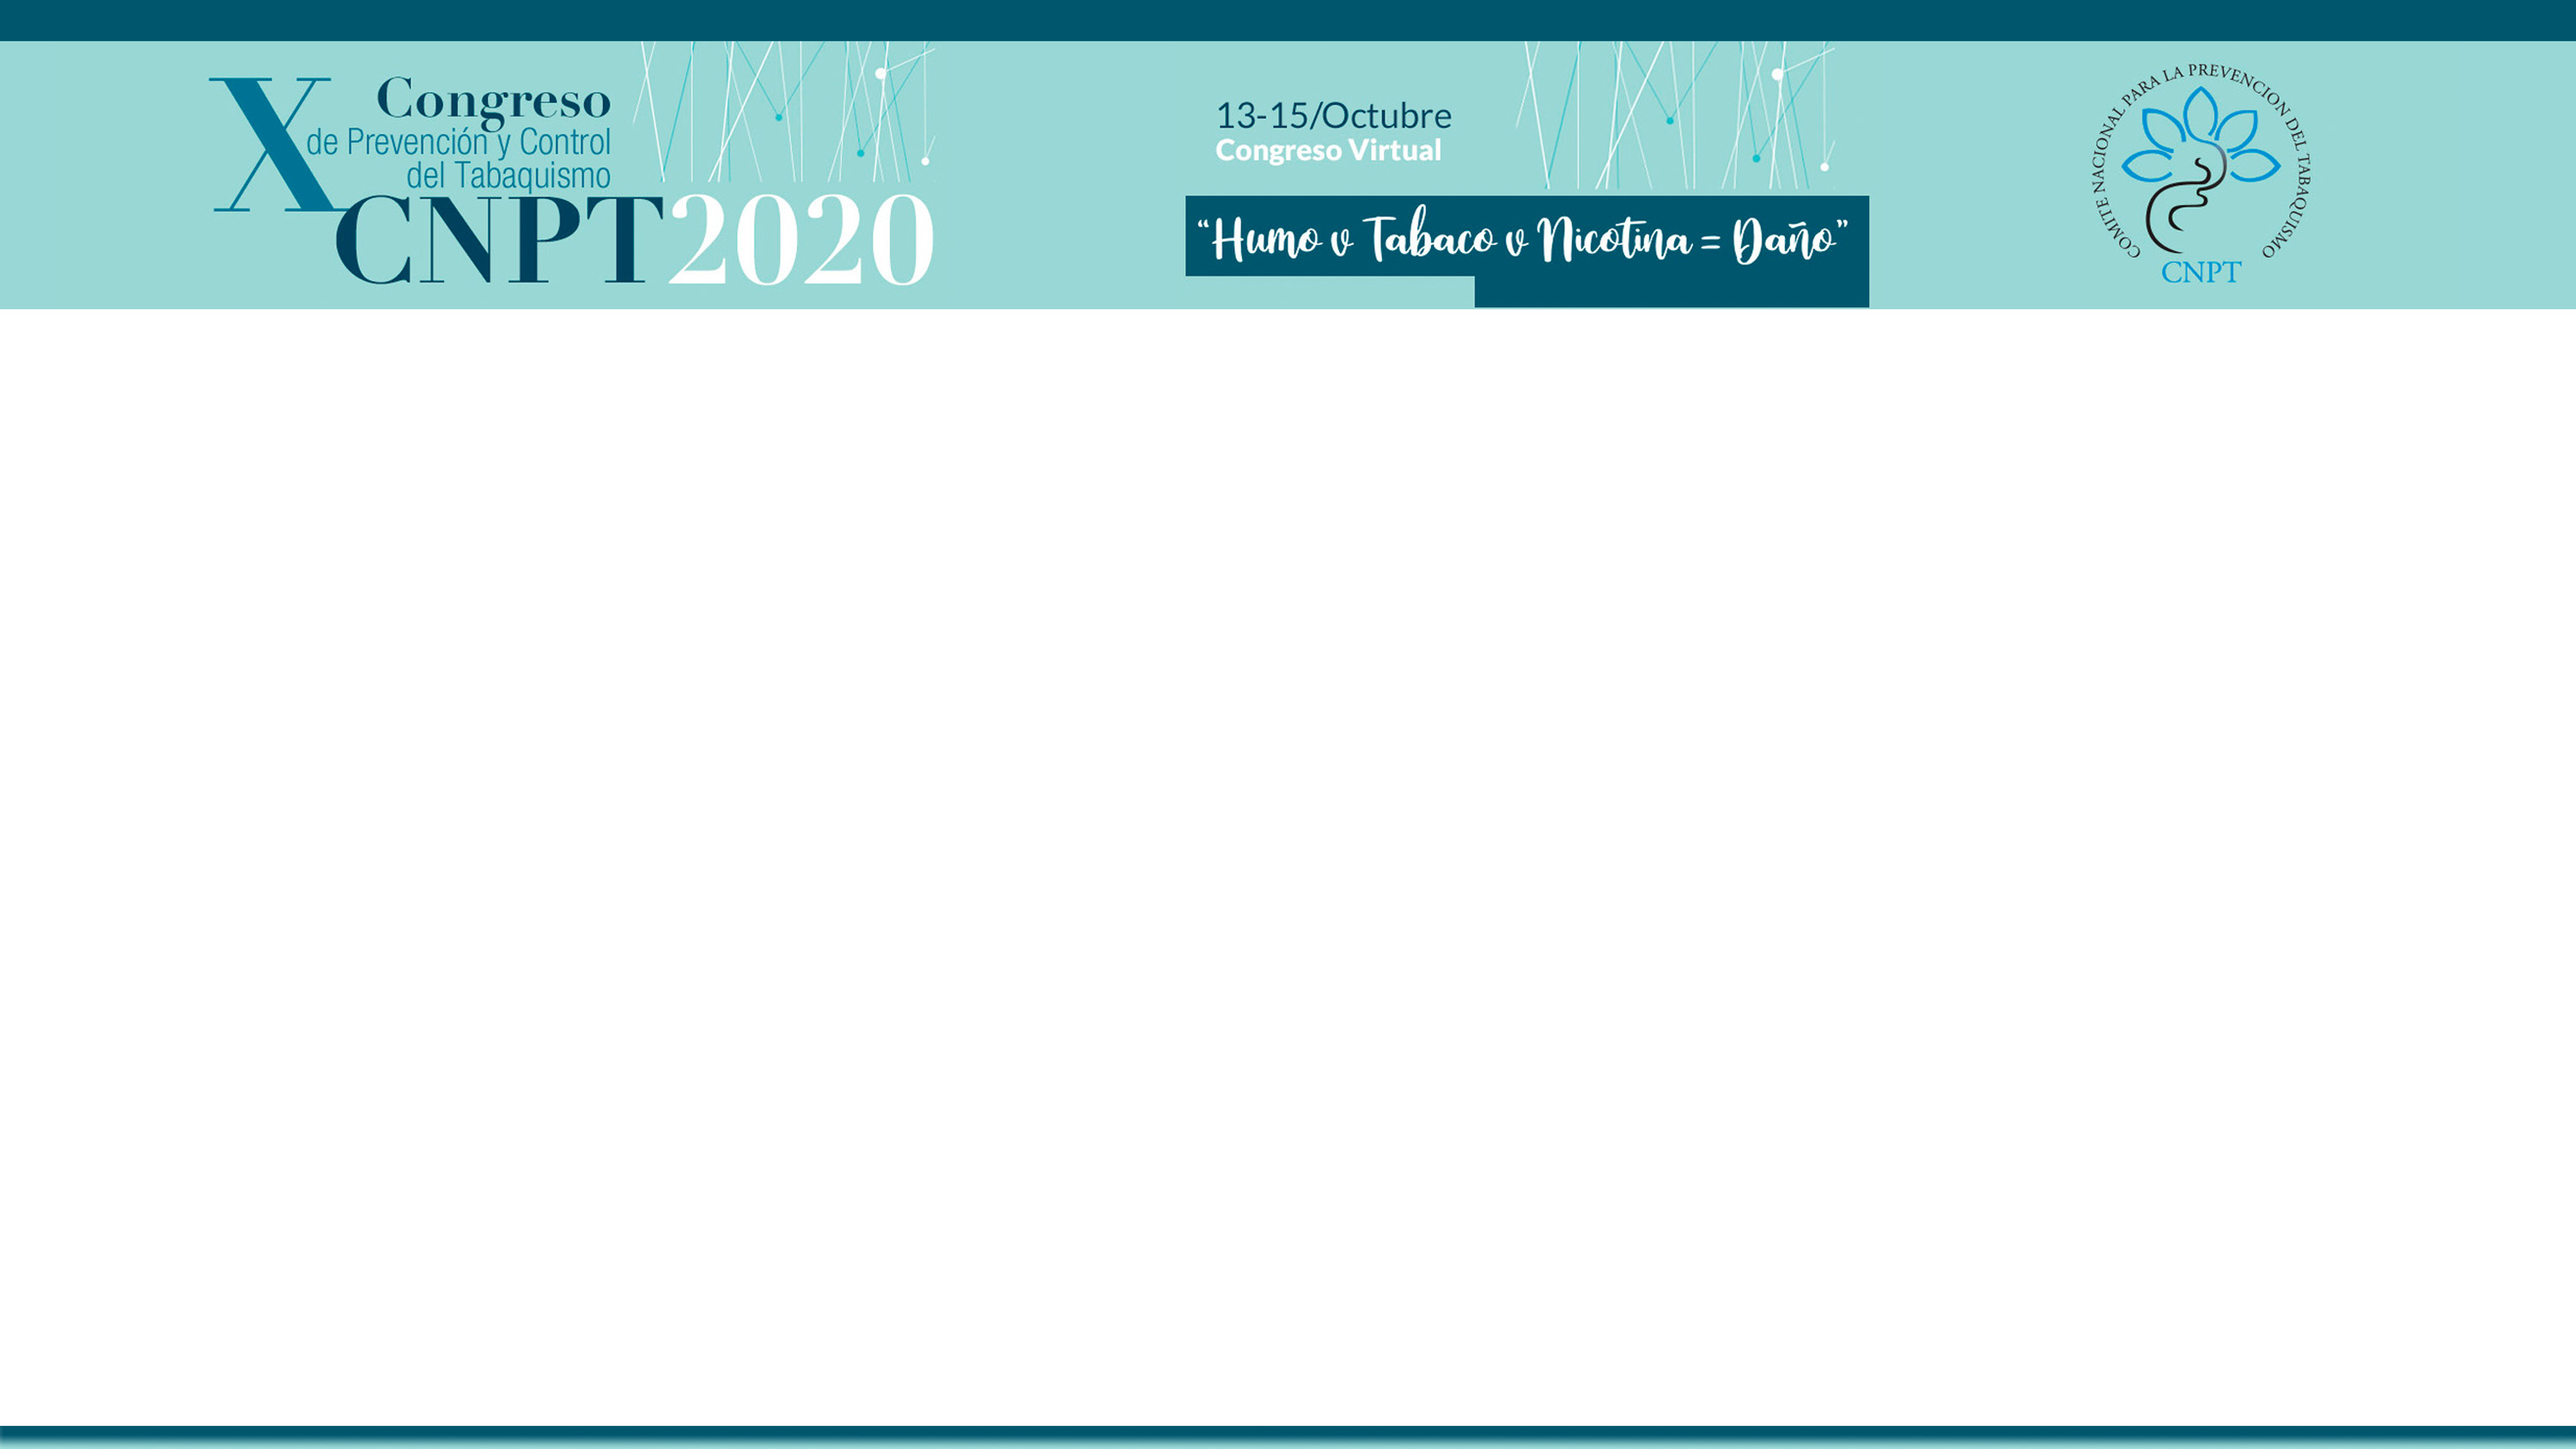 X Congreso
de Prevención y Control
del Tabaquismo
CNPT2020
13-15/Octubre
Congreso Virtual
“Humo v Tabaco v Nicotina = Daño”
COMITE NACIONAL PARA LA PREVENCION DEL TABAQUISMO
CNPT